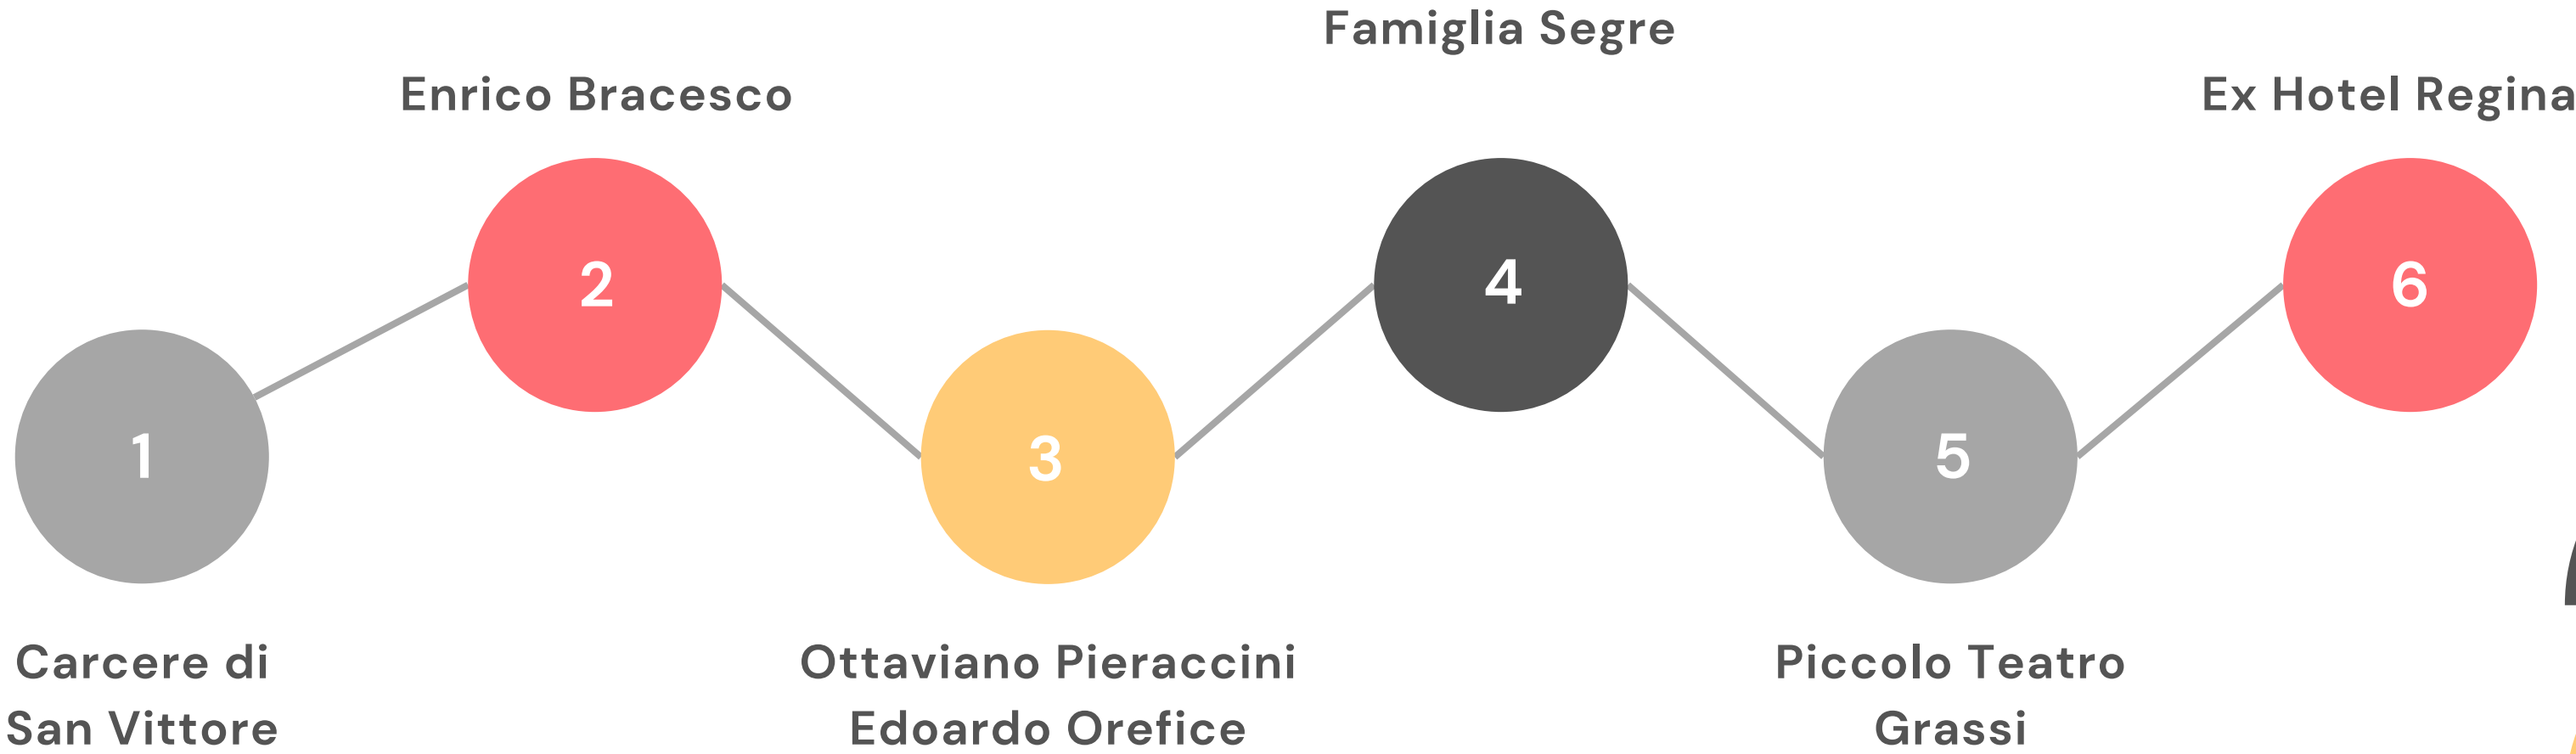 Famiglia Segre
Enrico Bracesco
Ex Hotel Regina
2
4
6
1
3
5
Carcere di
San Vittore
Ottaviano Pieraccini
Edoardo Orefice
Piccolo Teatro
Grassi